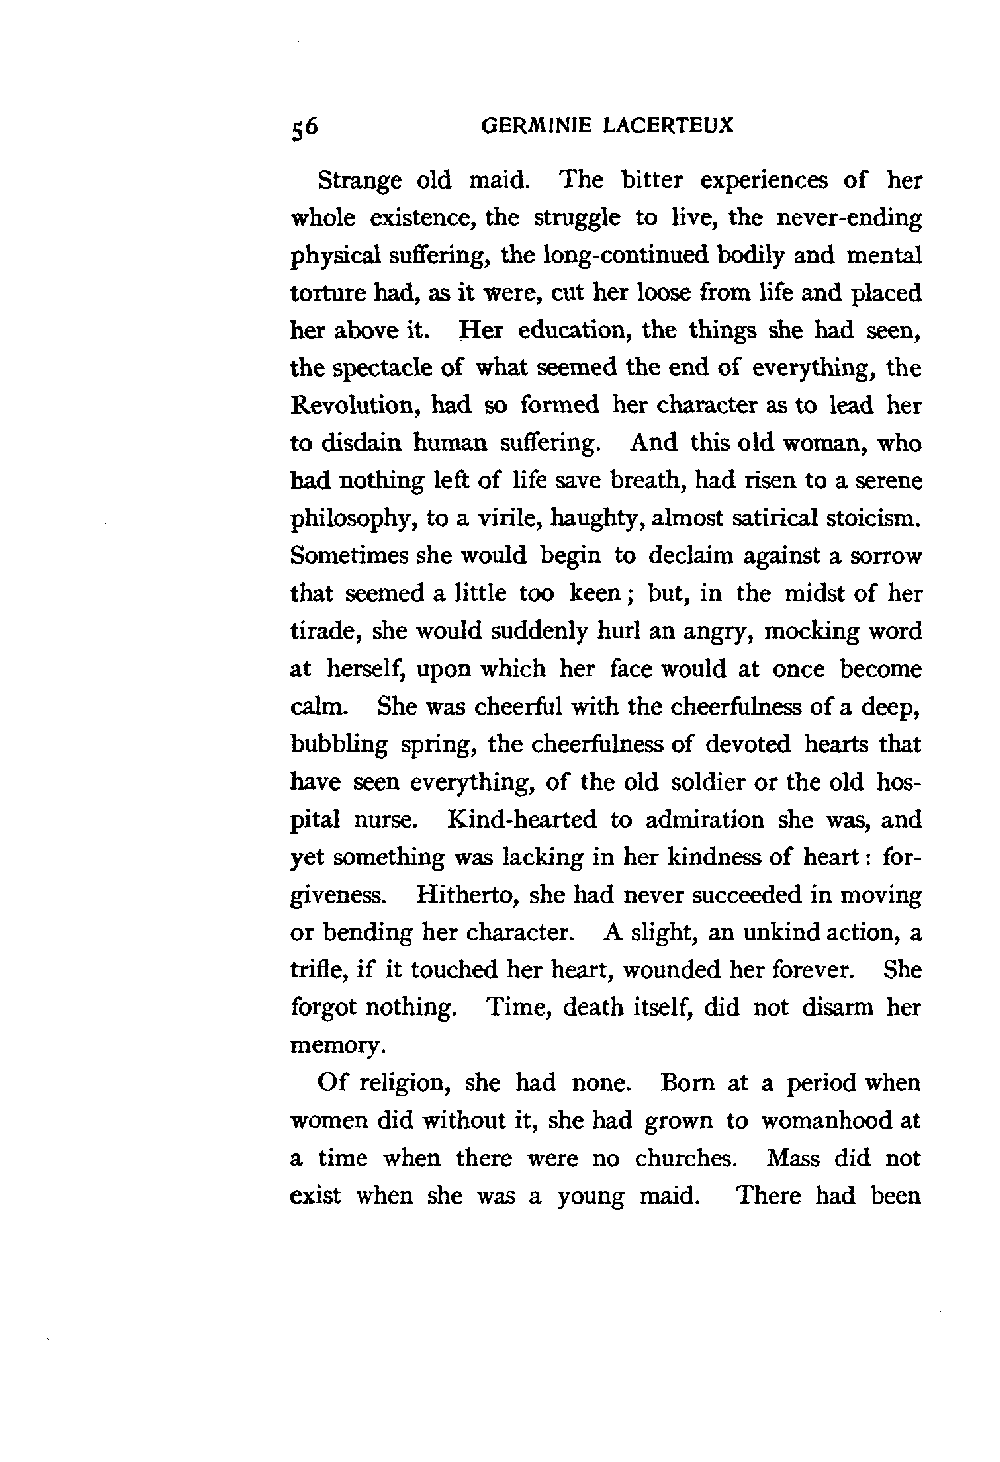 56 GERMINIE LACERTEUX
Strange old maid. The bitter experiences of her
whole existence, the struggle to live, the never-ending
physical suffering, the long-continued bodily and mental
torture had, as it were, cut her loose from life and placed
her above it. Her education, the things she had seen,
the spectacle of what seemed the end of everything, the
Revolution, had so formed her character as to lead her
to disdain human suffering. And this old woman, who
had nothing left of life save breath, had risen to a serene
philosophy, to a virile, haughty, almost satirical stoicism.
Sometimes she would begin to declaim against a sorrow
that seemed a little too keen; but, in the midst of her
tirade, she would suddenly hurl an angry, mocking word
at herself, upon which her face would at once become
calm. She was cheerful with the cheerfulness of a deep,
bubbling spring, the cheerfulness of devoted hearts that
have seen everything, of the old soldier or the old hos-
pital nurse. Kind-hearted to admiration she was, and
yet something was lacking in her kindness of heart: for-
giveness. Hitherto, she had never succeeded in moving
or bending her character. A slight, an unkind action, a
trifle, if it touched her heart, wounded her forever. She
forgot nothing. Time, death itself, did not disarm her
memory.
Of religion, she had none. Born at a period when
women did without it, she had grown to womanhood at
a time when there were no churches. Mass did not
exist when she was a young maid. There had been